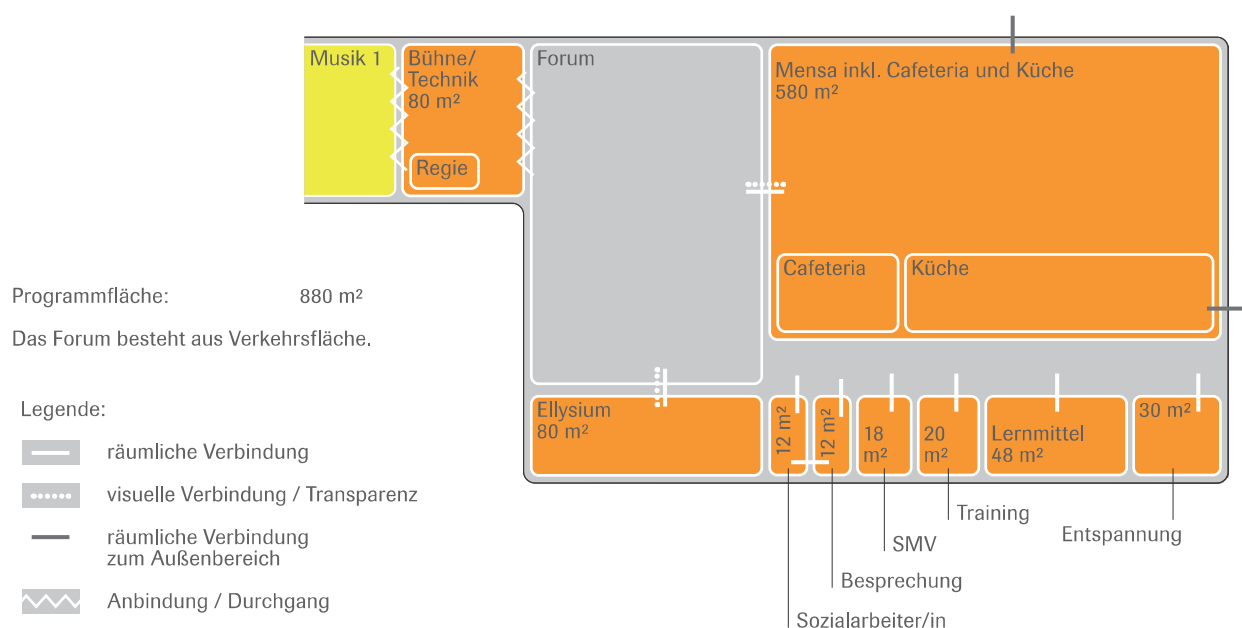 Musik 1
Bühne/
Technik
80 m²
Regie
Forum
Mensa inkl. Cafeteria und Küche
580 m²
Cafeteria
Küche
Programmfläche: 880 m²
Das Forum besteht aus Verkehrsfläche.
Ellysium
80 m²
12 m²
12 m²
18
m²
20
m²
Lernmittel
48 m²
30 m²
Training
Entspannung
SMV
Besprechung
Sozialarbeiter/in
Legende:
räumliche Verbindung
visuelle Verbindung / Transparenz
räumliche Verbindung
zum Außenbereich
Anbindung / Durchgang